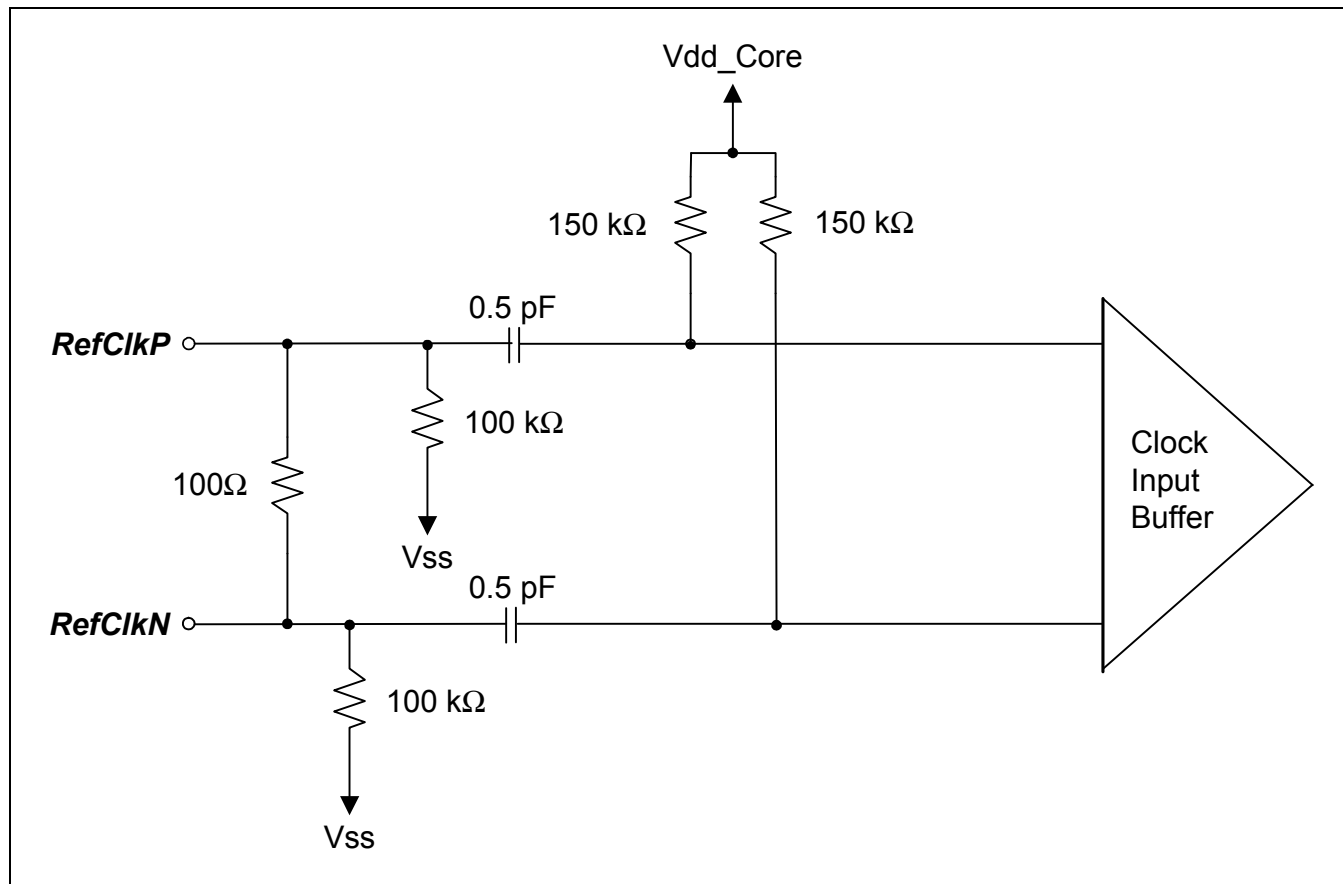 Vdd_Core
150 kΩ
150 kΩ
0.5 pF
RefClkP
100 kΩ
100Ω
Clock
Input
Buffer
Vss
0.5 pF
RefClkN
100 kΩ
Vss